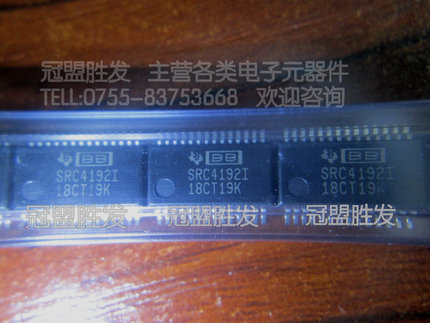 冠盟胜发 主营各类电子元器件
TELL:0755-83753668 欢迎咨询
BB BB BB
SRC4192I SRC4192I SRC4192I
18CT19K 18CT19K 18CT19K
冠盟胜发 冠盟胜发 冠盟胜发